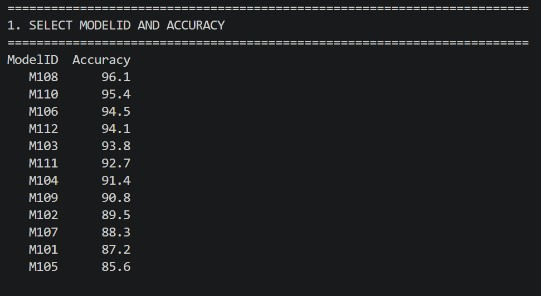 ========================================================================
1. SELECT MODELID AND ACCURACY
========================================================================
ModelID  Accuracy
   M108      96.1
   M110      95.4
   M106      94.5
   M112      94.1
   M103      93.8
   M111      92.7
   M104      91.4
   M109      90.8
   M102      89.5
   M107      88.3
   M101      87.2
   M105      85.6